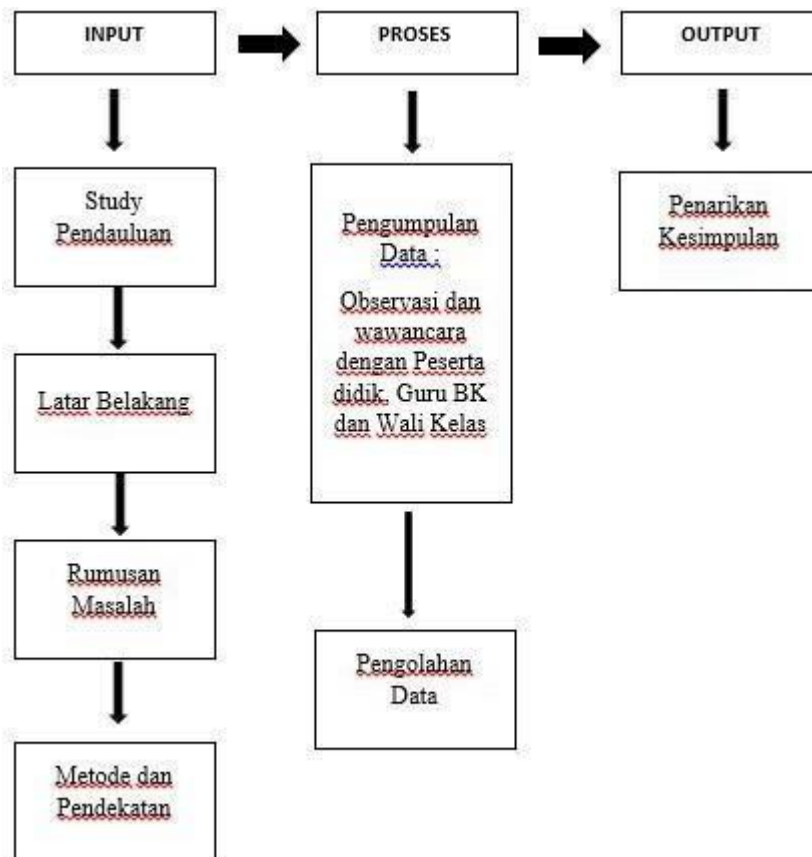 INPUT
PROSES
OUTPUT
Study
Pendauluan
Latar Belakang
Rumusan
Masalah
Metode dan
Pendekatan
Pengumpulan
Data :
Observasi dan
wawancara
dengan Peserta
didik, Guru BK
dan Wali Kelas
Pengolahan
Data
Penarikan
Kesimpulan